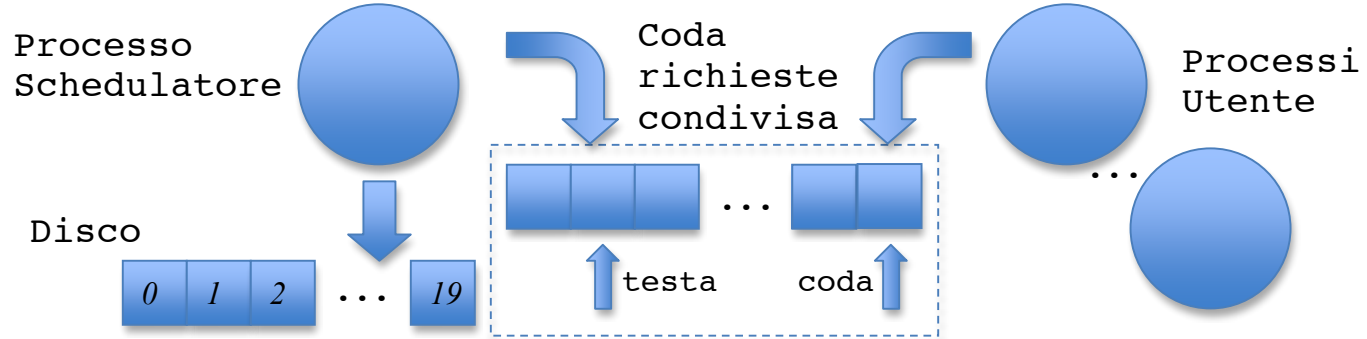 Processo
Schedulatore
Coda
richieste
condivisa
Processi
Utente
...
...
Disco
testa
coda
0 1 2 ... 19